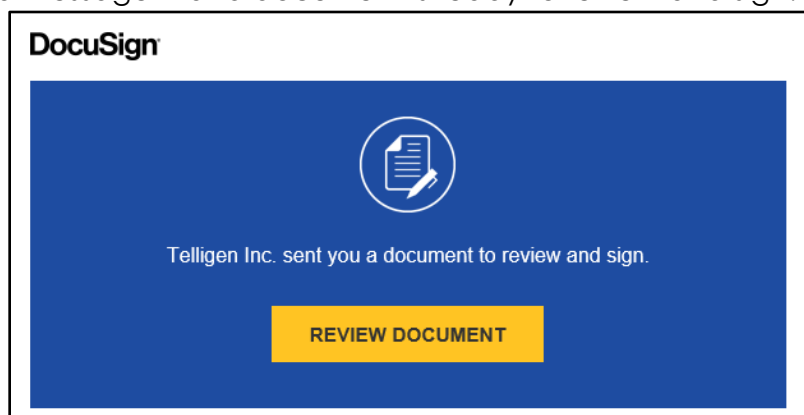 DocuSign
Telligen Inc. sent you a document to review and sign.
REVIEW DOCUMENT